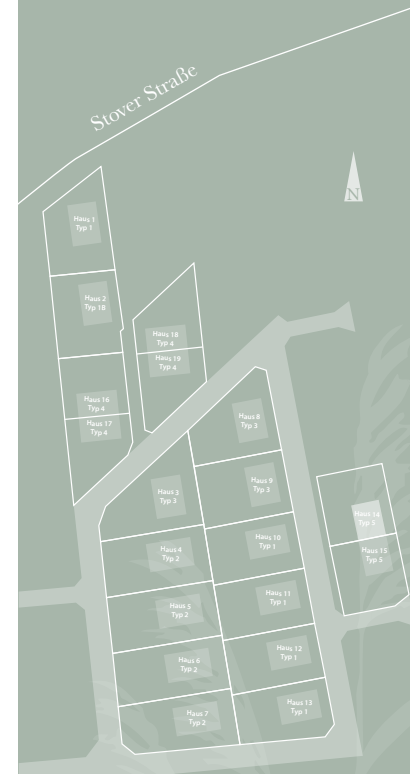 Stover Straße
N
Haus 1
Typ 1
Haus 2
Typ 1B
Haus 18
Typ 4
Haus 19
Typ 4
Haus 16
Typ 4
Haus 17
Typ 4
Haus 8
Typ 3
Haus 3
Typ 3
Haus 9
Typ 3
Haus 14
Typ 5
Haus 4
Typ 2
Haus 10
Typ 1
Haus 15
Typ 5
Haus 5
Typ 2
Haus 11
Typ 1
Haus 6
Typ 2
Haus 12
Typ 1
Haus 7
Typ 2
Haus 13
Typ 1